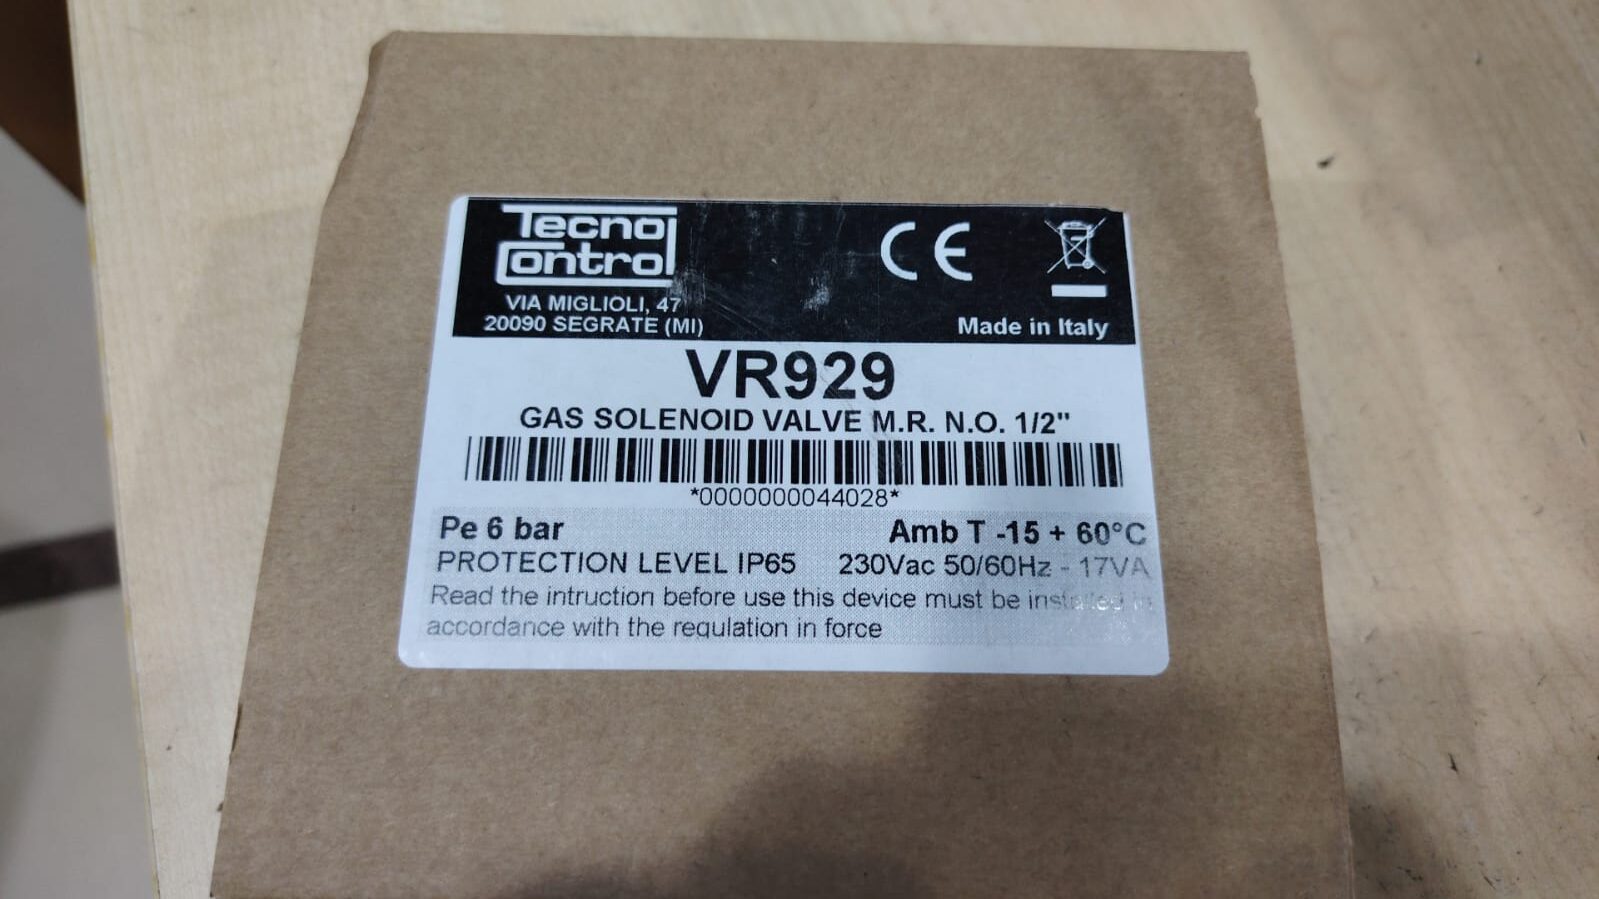 Tecno
Control
VIA MIGLIOLI, 47
20090 SEGRATE (MI)
CE
Made in Italy
VR929
GAS SOLENOID VALVE M.R. N.O. 1/2"
*0000000044028*
Pe 6 bar Amb T -15 + 60°C
PROTECTION LEVEL IP65 230Vac 50/60Hz - 17VA
Read the intruction before use this device must be installed in
accordance with the regulation in force